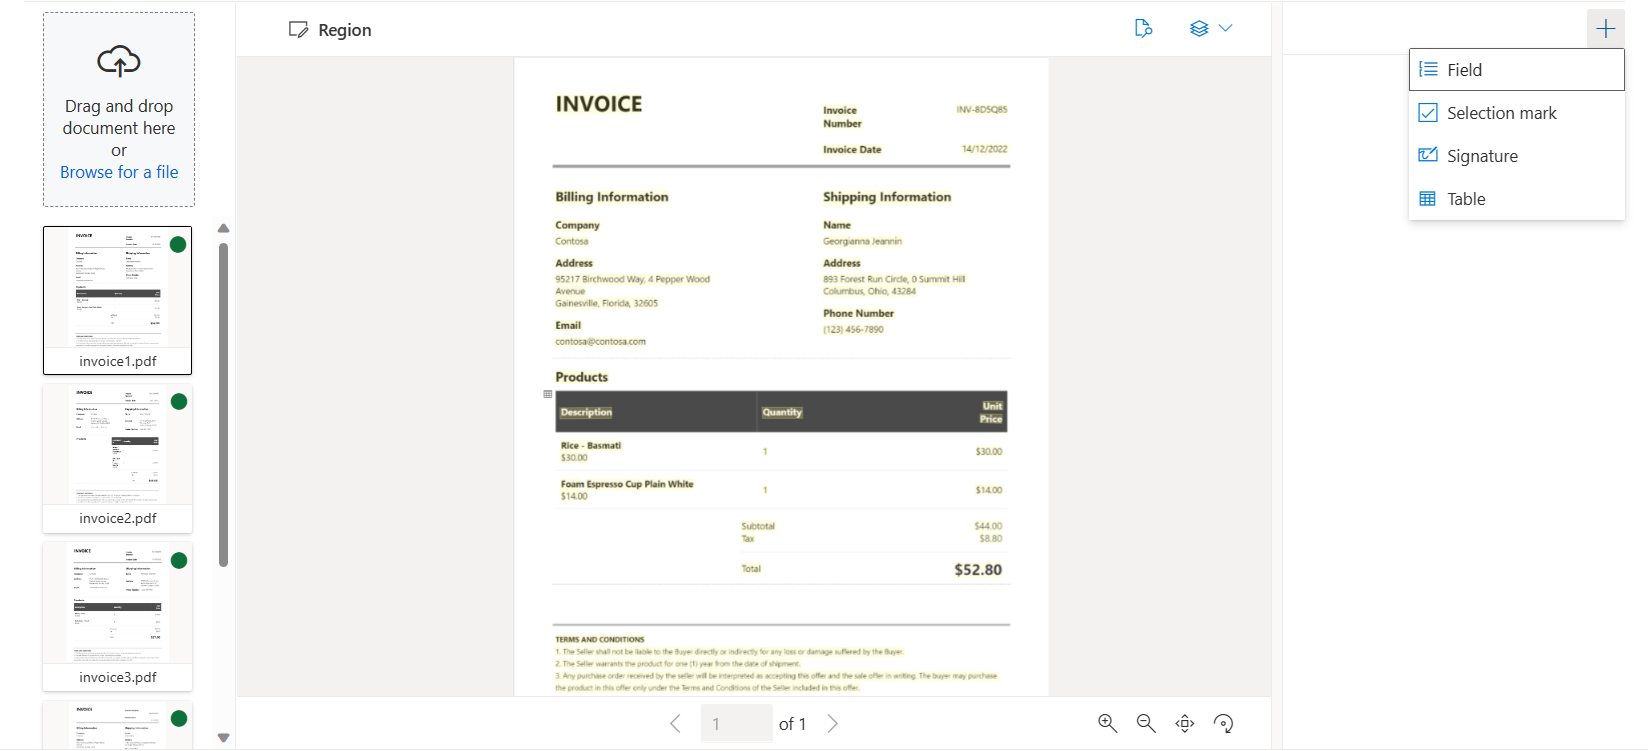 Drag and drop
document here
or
Browse for a file
invoice1.pdf
invoice2.pdf
invoice3.pdf
Region
INVOICE
Invoice Number
INV-8D5Q85
Invoice Date
14/12/2022
Billing Information
Company
Contosa
Address
95217 Birchwood Way, 4 Pepper Wood
Avenue
Gainesville, Florida, 32605
Email
contosa@contosa.com
Shipping Information
Name
Georgianna Jeannin
Address
893 Forest Run Circle, 0 Summit Hill
Columbus, Ohio, 43284
Phone Number
(123) 456-7890
Products
Description Quantity Unit Price
Rice - Basmati
$30.00
1 $30.00
Foam Espresso Cup Plain White
$14.00
1 $14.00
Subtotal $44.00
Tax $8.80
Total $52.80
TERMS AND CONDITIONS
1. The Seller shall not be liable to the Buyer directly or indirectly for any loss or damage suffered by the Buyer.
2. The Seller warrants the product for one (1) year from the date of shipment.
3. Any purchase order received by the seller will be interpreted as accepting this offer and the sale offer in writing. The buyer may purchase
the product in this offer only under the Terms and Conditions of the Seller included in this offer.
1 of 1
Field
Selection mark
Signature
Table